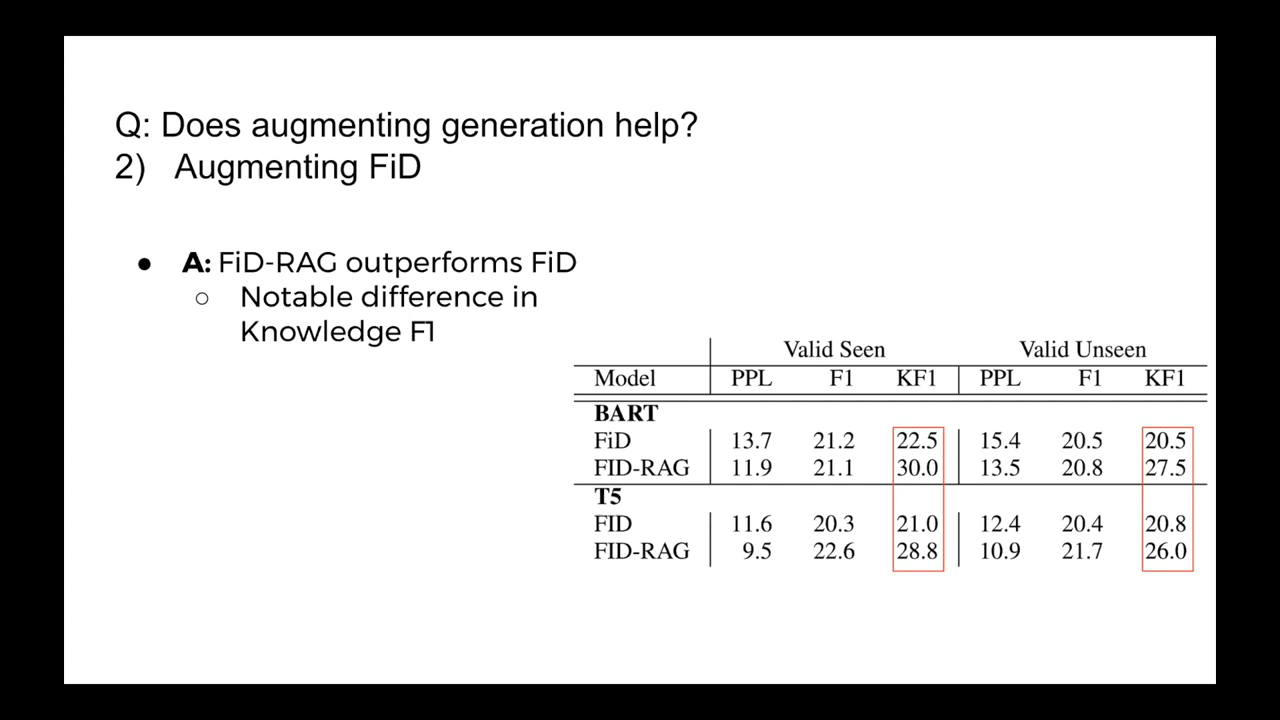 Q: Does augmenting generation help?
2) Augmenting FiD
● A: FiD-RAG outperforms FiD
○ Notable difference in
Knowledge F1
Valid Seen Valid Unseen
Model PPL F1 KF1 PPL F1 KF1
BART
FiD 13.7 21.2 22.5 15.4 20.5 20.5
FID-RAG 11.9 21.1 30.0 13.5 20.8 27.5
T5
FID 11.6 20.3 21.0 12.4 20.4 20.8
FID-RAG 9.5 22.6 28.8 10.9 21.7 26.0